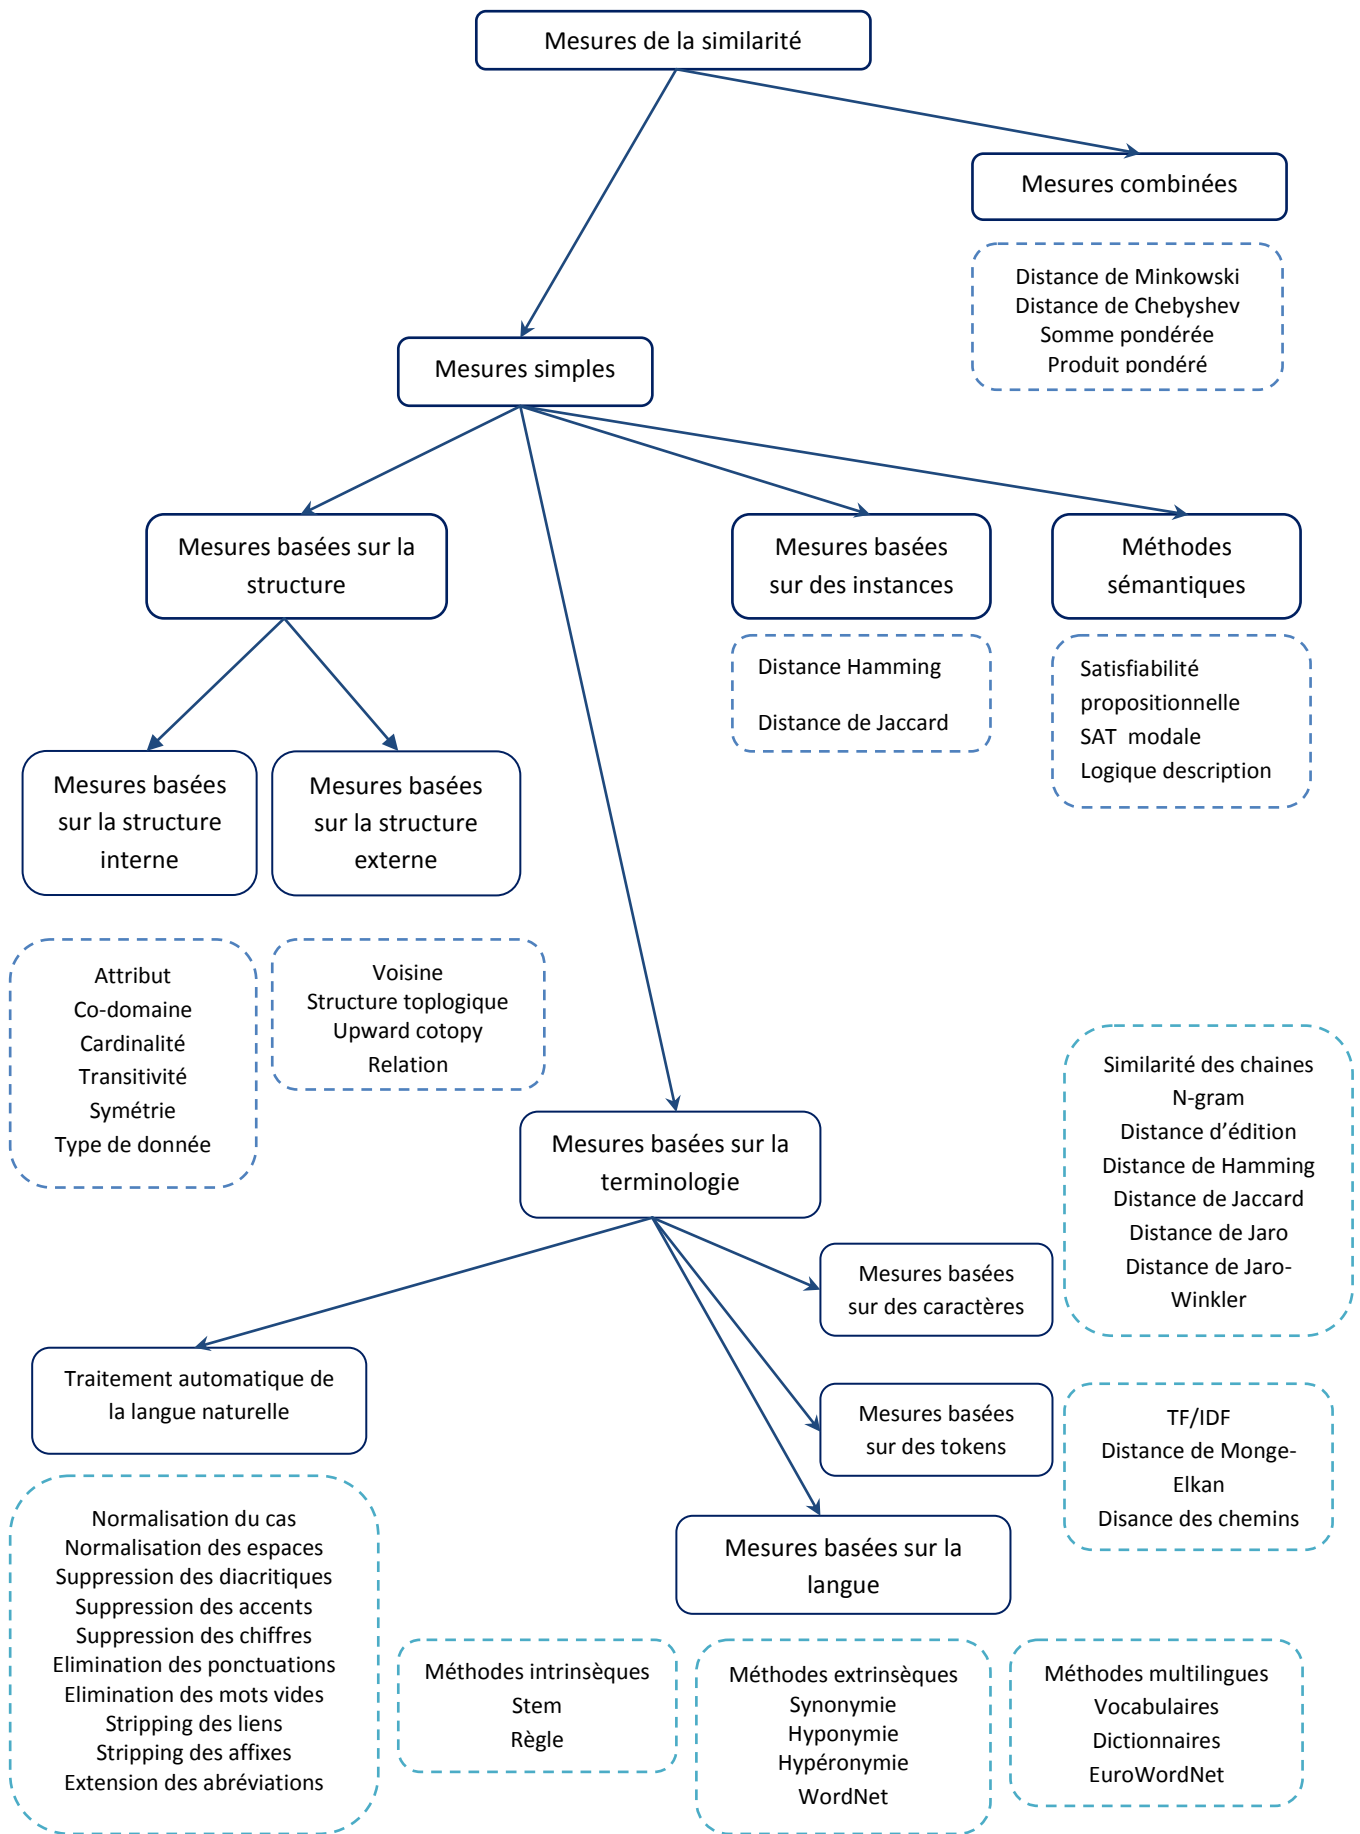 Mesures de la similarité
Mesures combinées
Distance de Minkowski
Distance de Chebyshev
Somme pondérée
Produit pondéré
Mesures simples
Mesures basées sur la
structure
Mesures basées
sur des instances
Méthodes
sémantiques
Distance Hamming
Distance de Jaccard
Satisfiabilité
propositionnelle
SAT modale
Logique description
Mesures basées
sur la structure
interne
Mesures basées
sur la structure
externe
Attribut
Co-domaine
Cardinalité
Transitivité
Symétrie
Type de donnée
Voisine
Structure toplogique
Upward cotopy
Relation
Mesures basées sur la
terminologie
Similarité des chaines
N-gram
Distance d’édition
Distance de Hamming
Distance de Jaccard
Distance de Jaro
Distance de Jaro-
Winkler
Mesures basées
sur des caractères
Traitement automatique de
la langue naturelle
Mesures basées
sur des tokens
TF/IDF
Distance de Monge-
Elkan
Disance des chemins
Normalisation du cas
Normalisation des espaces
Suppression des diacritiques
Suppression des accents
Suppression des chiffres
Elimination des ponctuations
Elimination des mots vides
Stripping des liens
Stripping des affixes
Extension des abréviations
Mesures basées sur la
langue
Méthodes intrinsèques
Stem
Règle
Méthodes extrinsèques
Synonymie
Hyponymie
Hypéronymie
WordNet
Méthodes multilingues
Vocabulaires
Dictionnaires
EuroWordNet